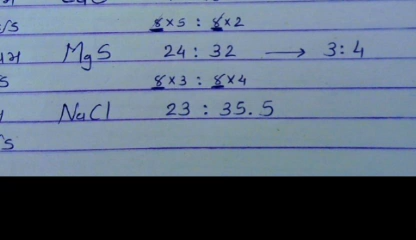 8×5 : 8×2
MgS 24 : 32 → 3 : 4
8×3 : 8×4
NaCl 23 : 35.5